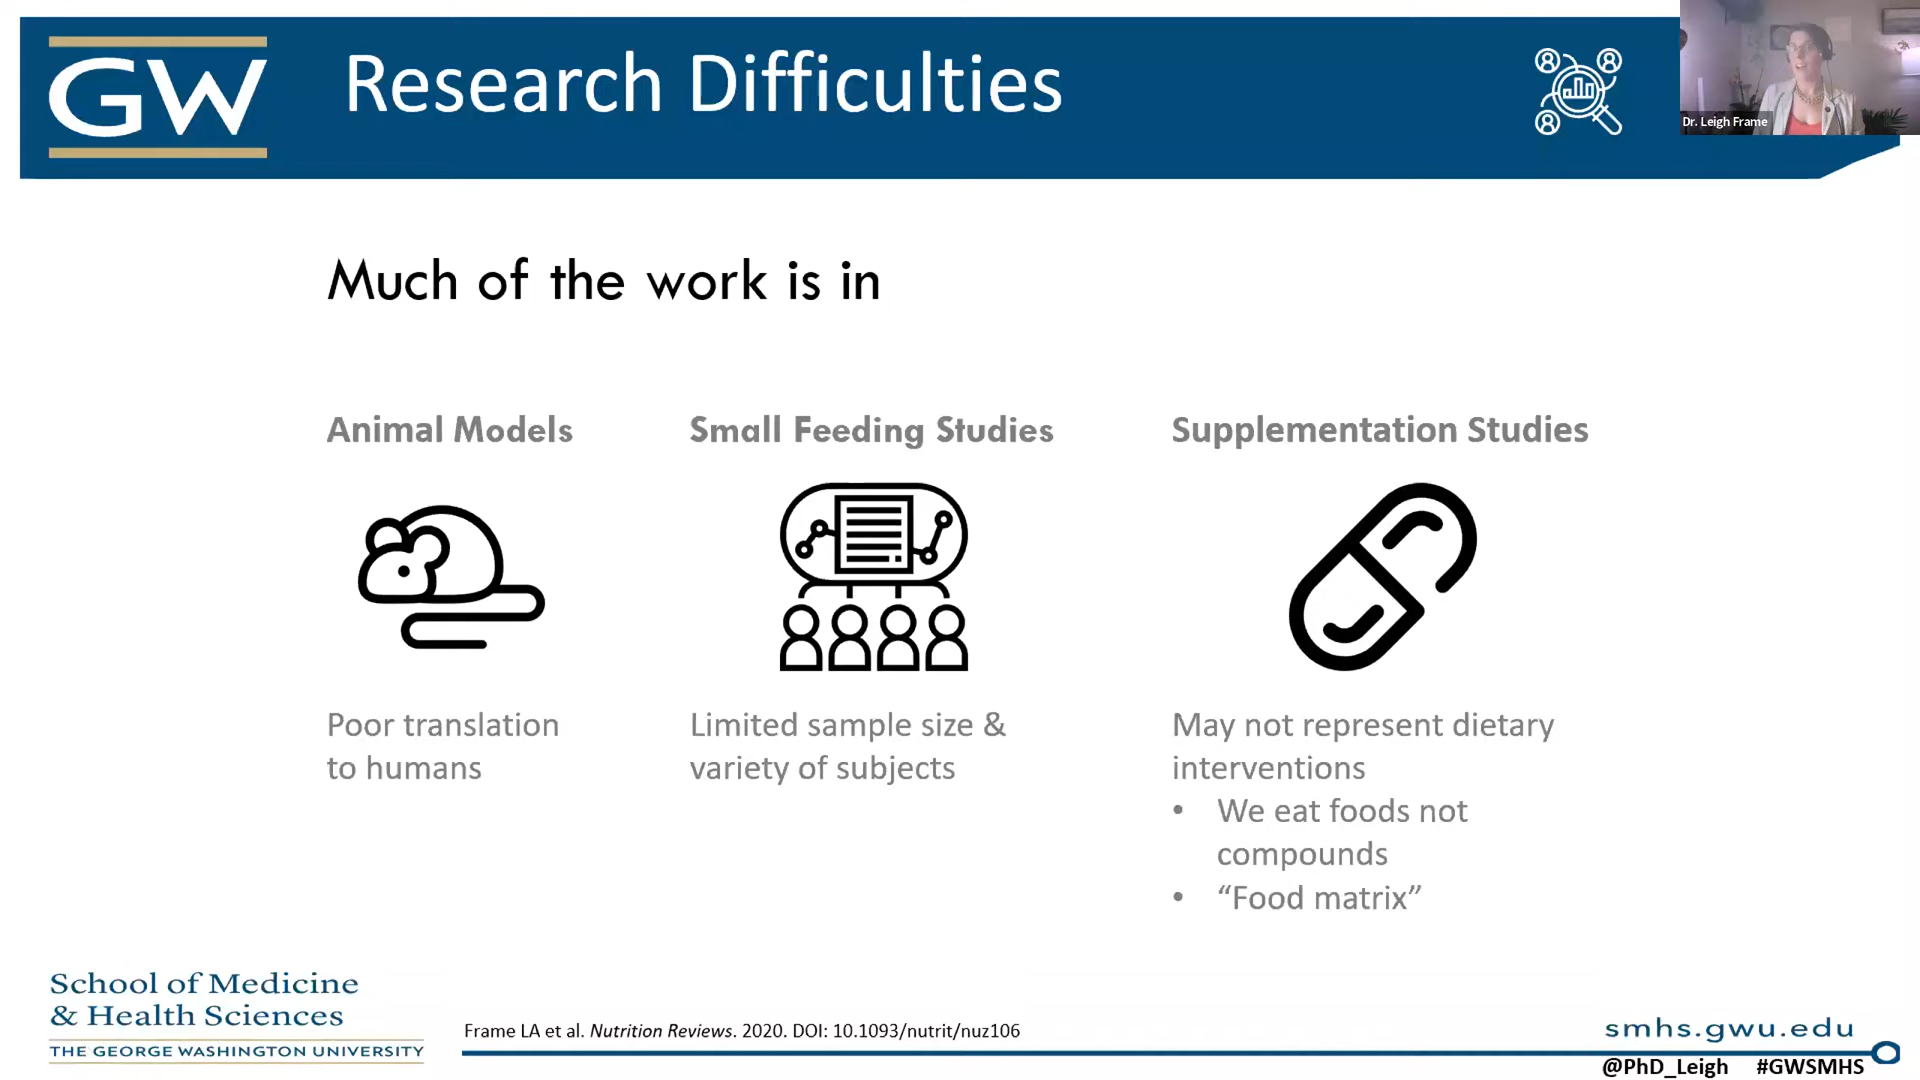 GW
Research Difficulties
Dr. Leigh Frame
Much of the work is in
Animal Models
Poor translation
to humans
Small Feeding Studies
Limited sample size &
variety of subjects
Supplementation Studies
May not represent dietary
interventions
• We eat foods not
compounds
• “Food matrix”
School of Medicine
& Health Sciences
THE GEORGE WASHINGTON UNIVERSITY
Frame LA et al. Nutrition Reviews. 2020. DOI: 10.1093/nutrit/nuz106
smhs.gwu.edu
@PhD_Leigh #GWSMHS